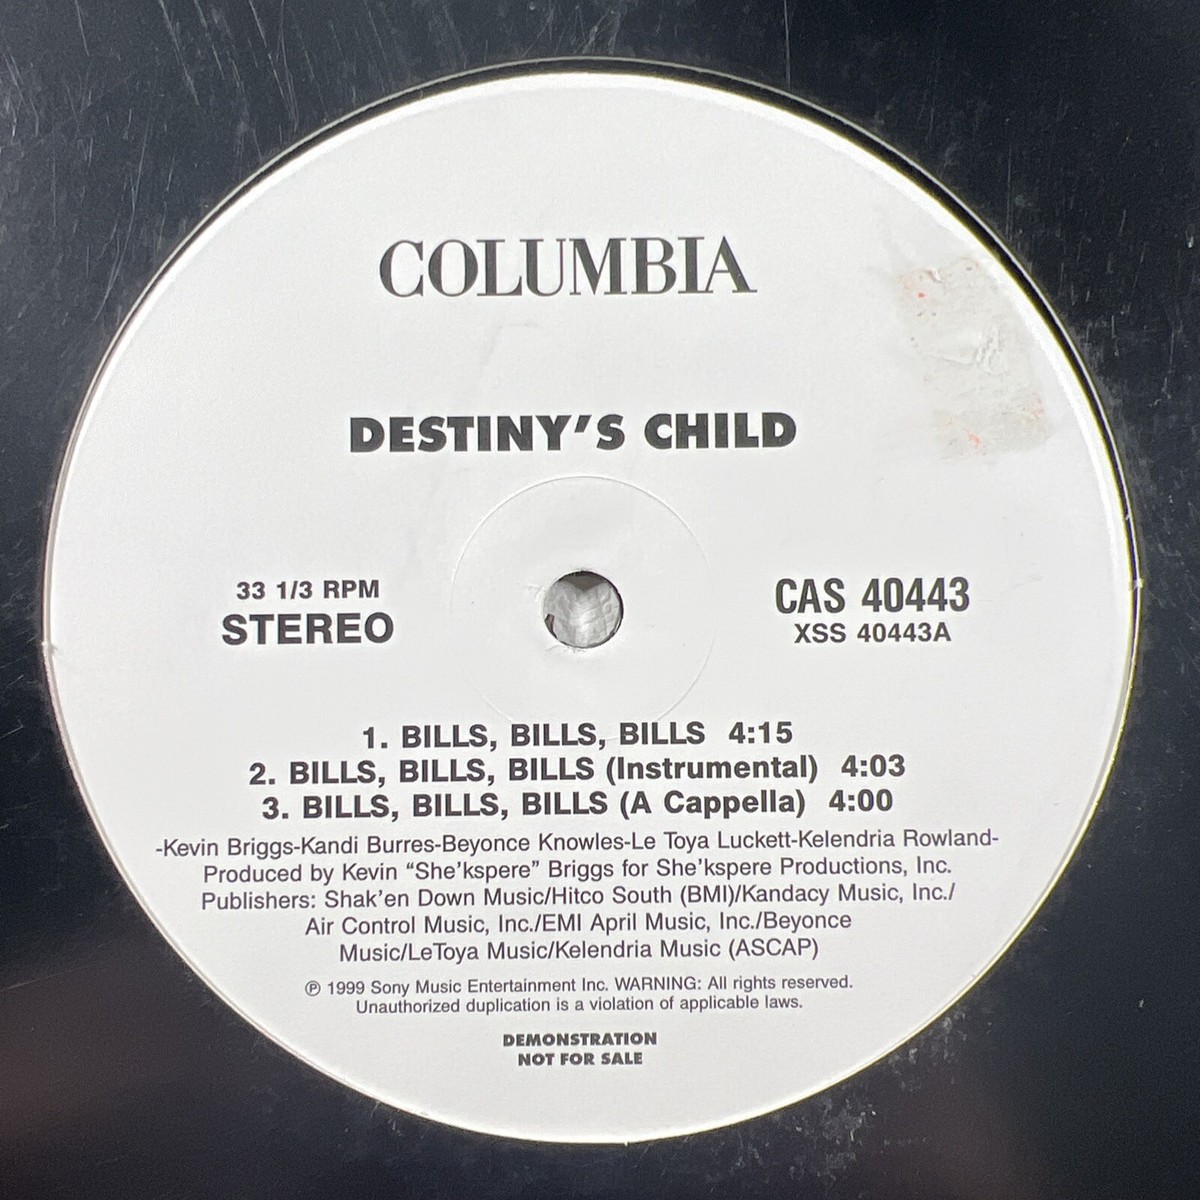 COLUMBIA
DESTINY'S CHILD
33 1/3 RPM
STEREO
CAS 40443
XSS 40443A
1. BILLS, BILLS, BILLS 4:15
2. BILLS, BILLS, BILLS (Instrumental) 4:03
3. BILLS, BILLS, BILLS (A Cappella) 4:00
-Kevin Briggs-Kandi Burres-Beyonce Knowles-Le Toya Luckett-Kelendria Rowland-
Produced by Kevin “She'kspere” Briggs for She'kspere Productions, Inc.
Publishers: Shak'en Down Music/Hitco South (BMI)/Kandacy Music, Inc./
Air Control Music, Inc./EMI April Music, Inc./Beyonce
Music/LeToya Music/Kelendria Music (ASCAP)
℗ 1999 Sony Music Entertainment Inc. WARNING: All rights reserved.
Unauthorized duplication is a violation of applicable laws.
DEMONSTRATION
NOT FOR SALE